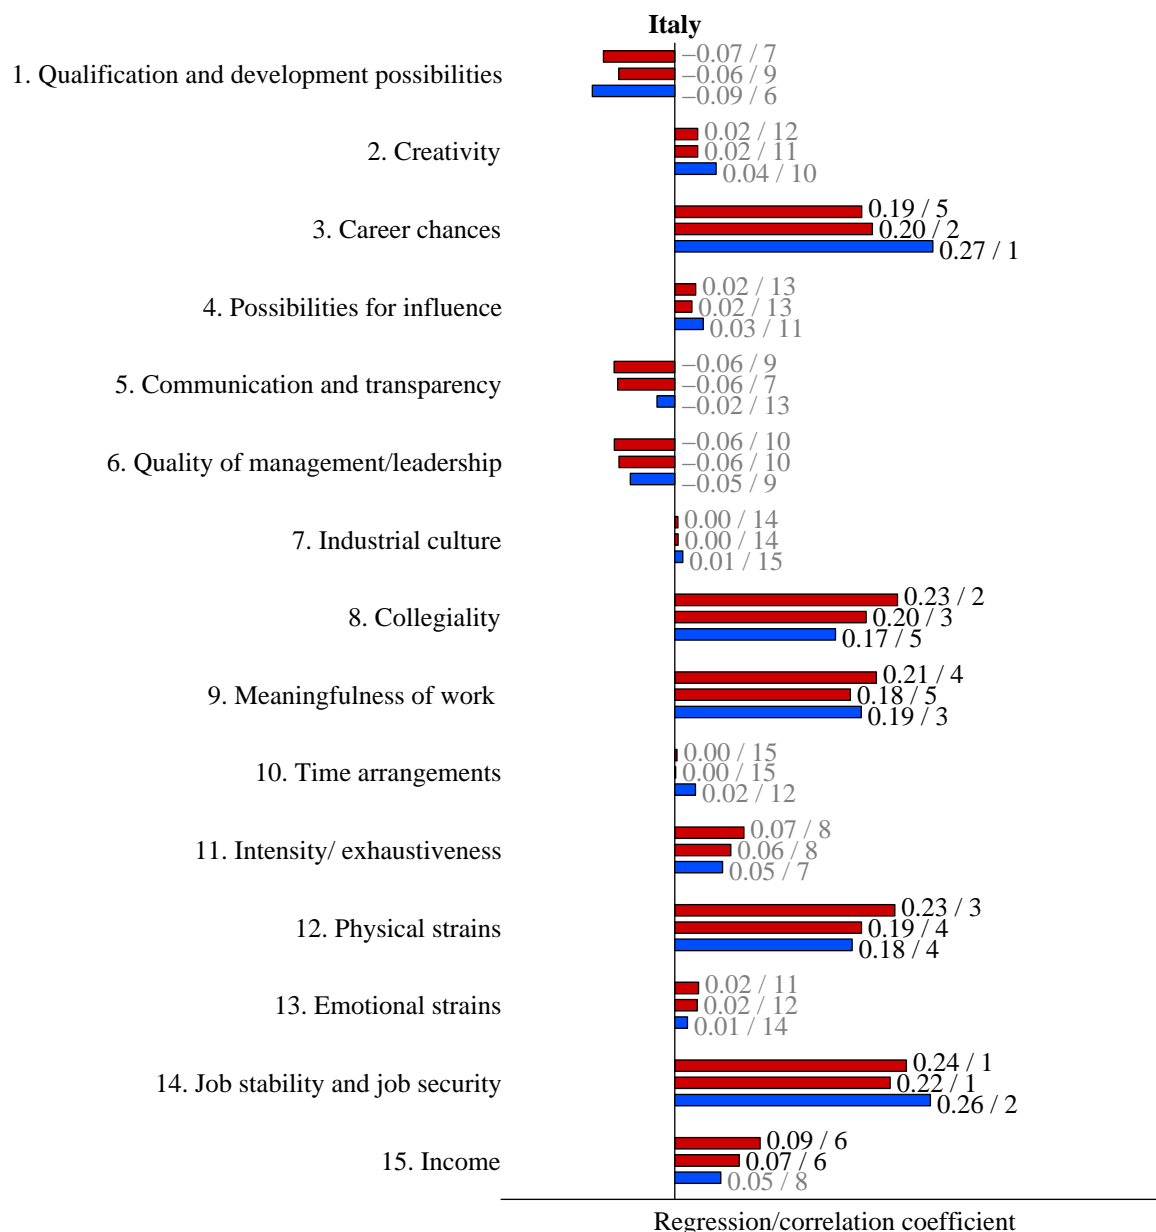 Italy
1. Qualification and development possibilities
–0.07 / 7
–0.06 / 9
–0.09 / 6
2. Creativity
0.02 / 12
0.02 / 11
0.04 / 10
3. Career chances
0.19 / 5
0.20 / 2
0.27 / 1
4. Possibilities for influence
0.02 / 13
0.02 / 13
0.03 / 11
5. Communication and transparency
–0.06 / 9
–0.06 / 7
–0.02 / 13
6. Quality of management/leadership
–0.06 / 10
–0.06 / 10
–0.05 / 9
7. Industrial culture
0.00 / 14
0.00 / 14
0.01 / 15
8. Collegiality
0.23 / 2
0.20 / 3
0.17 / 5
9. Meaningfulness of work
0.21 / 4
0.18 / 5
0.19 / 3
10. Time arrangements
0.00 / 15
0.00 / 15
0.02 / 12
11. Intensity/ exhaustiveness
0.07 / 8
0.06 / 8
0.05 / 7
12. Physical strains
0.23 / 3
0.19 / 4
0.18 / 4
13. Emotional strains
0.02 / 11
0.02 / 12
0.01 / 14
14. Job stability and job security
0.24 / 1
0.22 / 1
0.26 / 2
15. Income
0.09 / 6
0.07 / 6
0.05 / 8
Regression/correlation coefficient